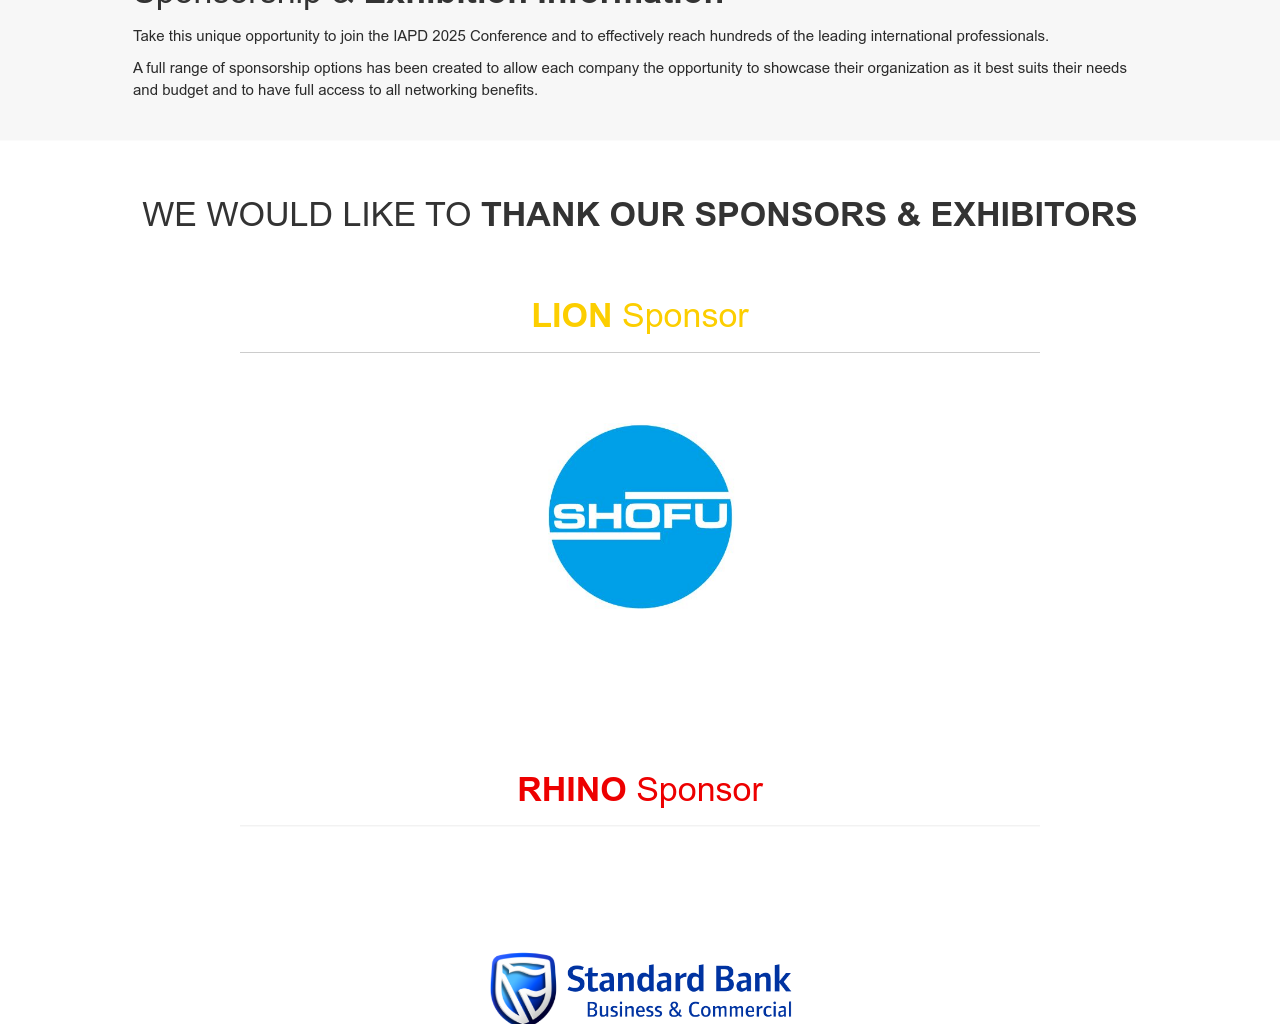 Sponsorship & Exhibition Information
Take this unique opportunity to join the IAPD 2025 Conference and to effectively reach hundreds of the leading international professionals.
A full range of sponsorship options has been created to allow each company the opportunity to showcase their organization as it best suits their needs
and budget and to have full access to all networking benefits.
WE WOULD LIKE TO THANK OUR SPONSORS & EXHIBITORS
LION Sponsor
SHOFU
RHINO Sponsor
Standard Bank
Business & Commercial